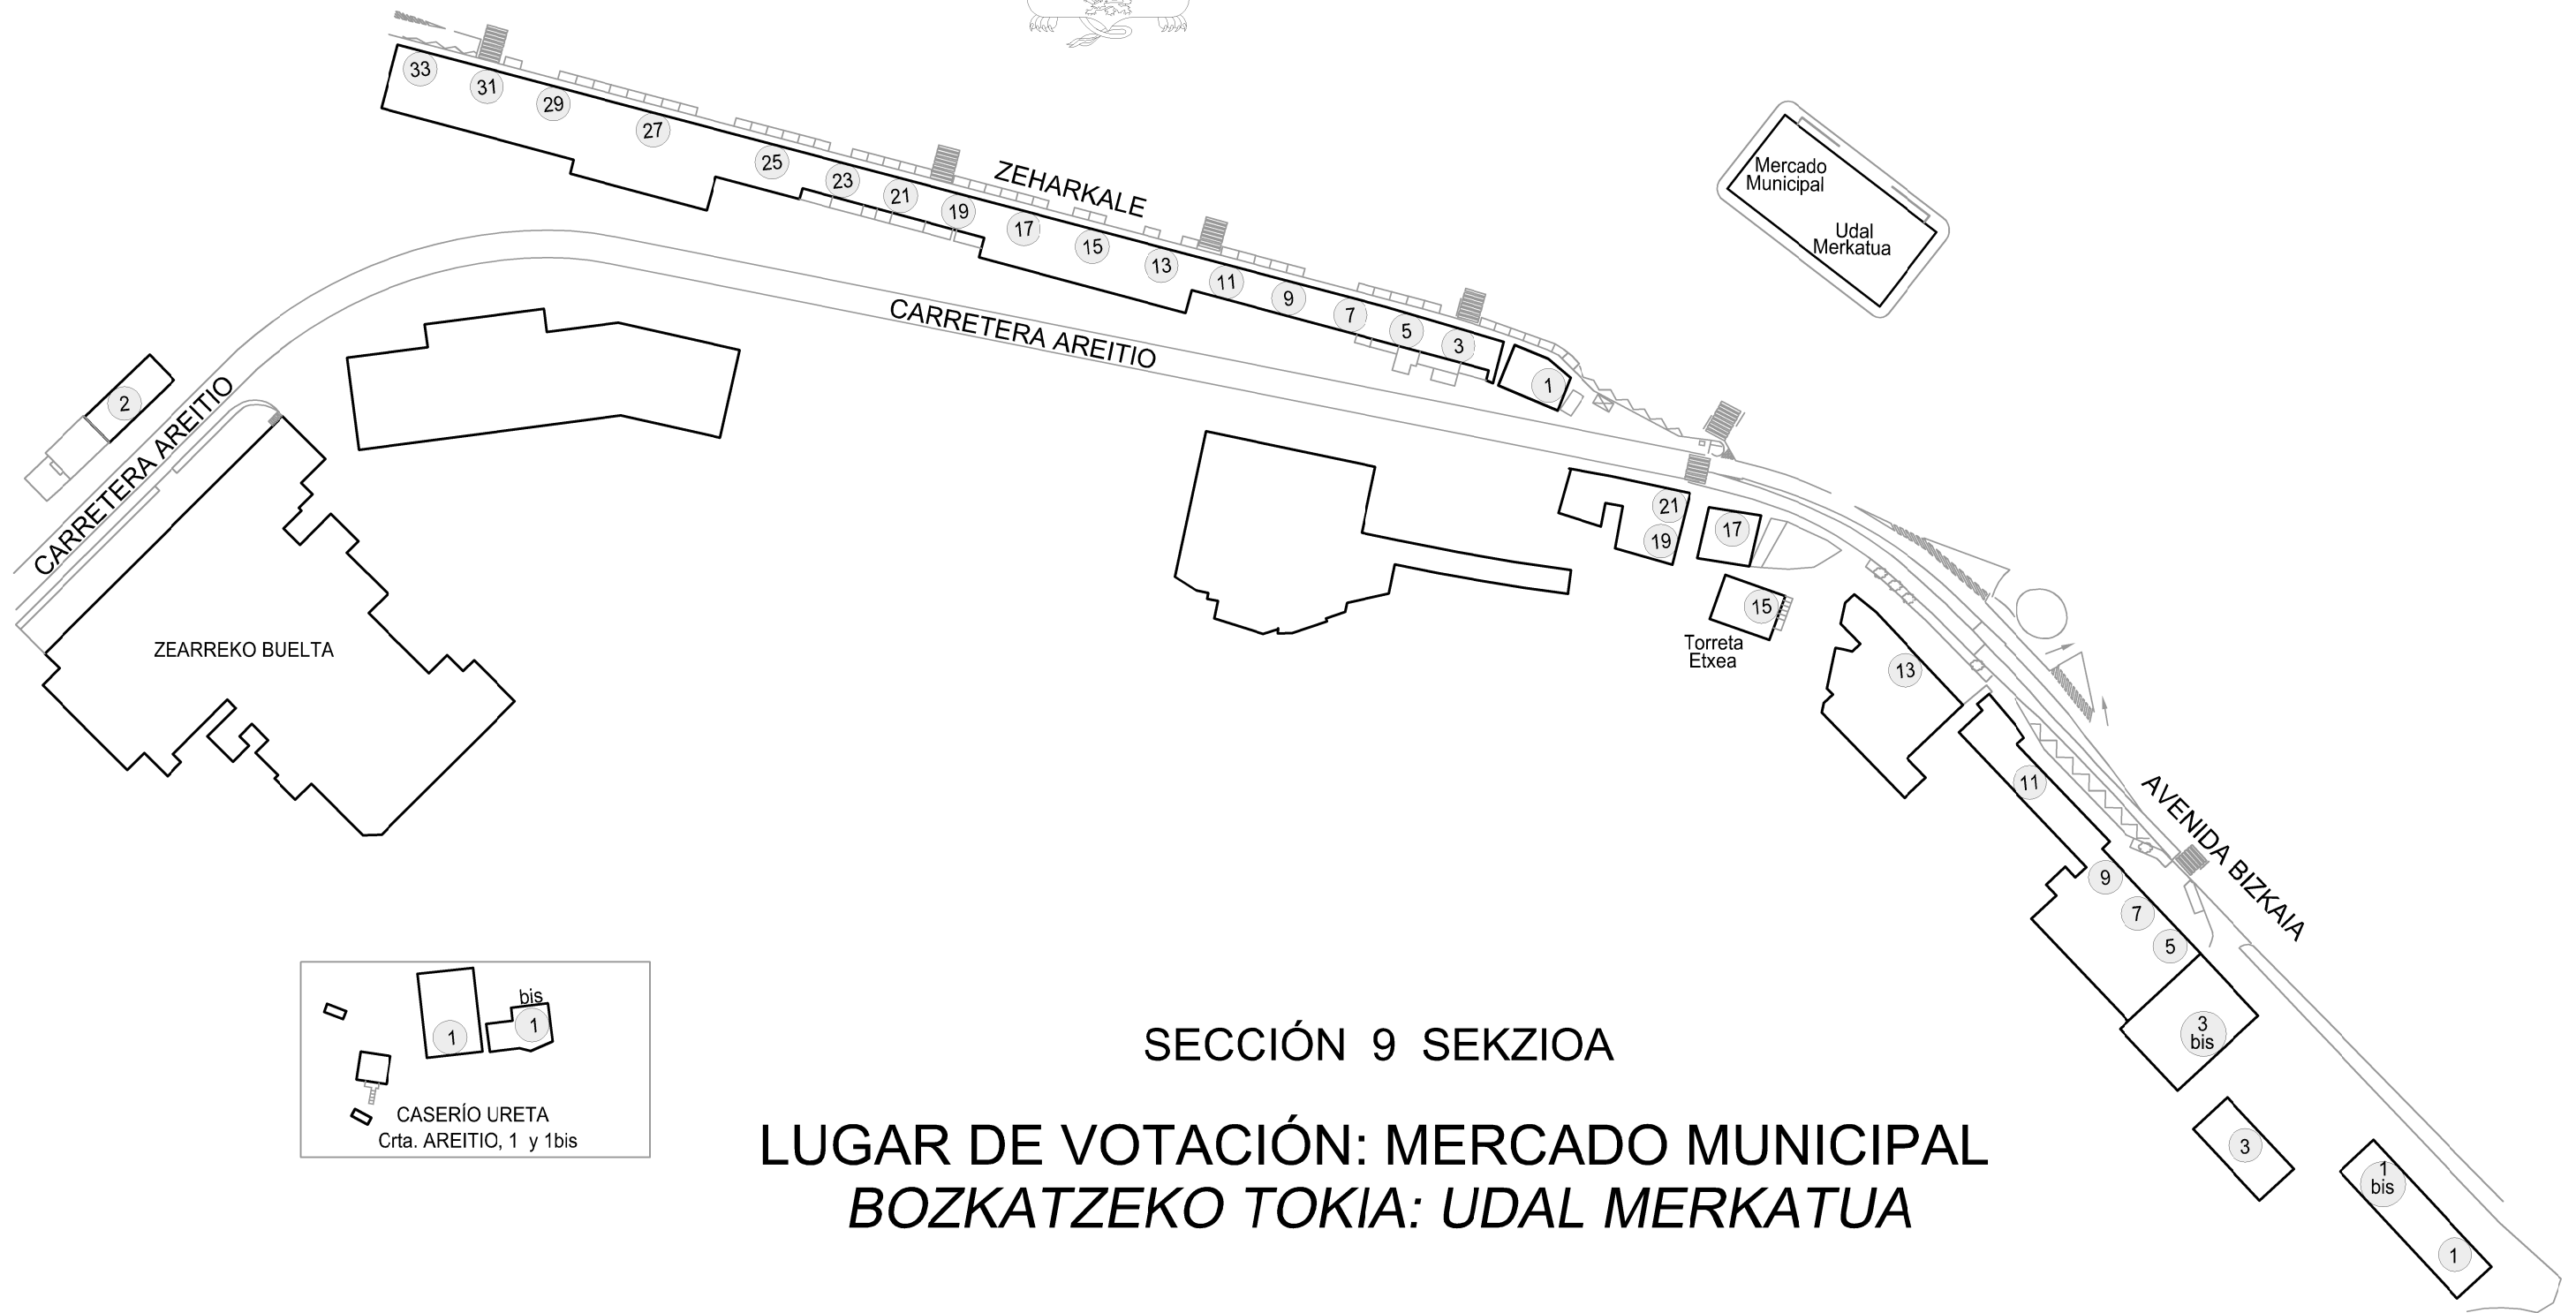 33
31
29
27
25
23
21
19
17
15
13
11
9
7
5
3
1
ZEHARKALE
Mercado
Municipal
Udal
Merkatua
CARRETERA AREITIO
2
CARRETERA AREITIO
ZEARREKO BUELTA
21
19
17
15
Torreta
Etxea
13
11
9
7
5
3
bis
3
1
bis
1
AVENIDA BIZKAIA
bis
1
1
CASERÍO URETA
Crta. AREITIO, 1 y 1bis
SECCIÓN 9 SEKZIOA
LUGAR DE VOTACIÓN: MERCADO MUNICIPAL
BOZKATZEKO TOKIA: UDAL MERKATUA